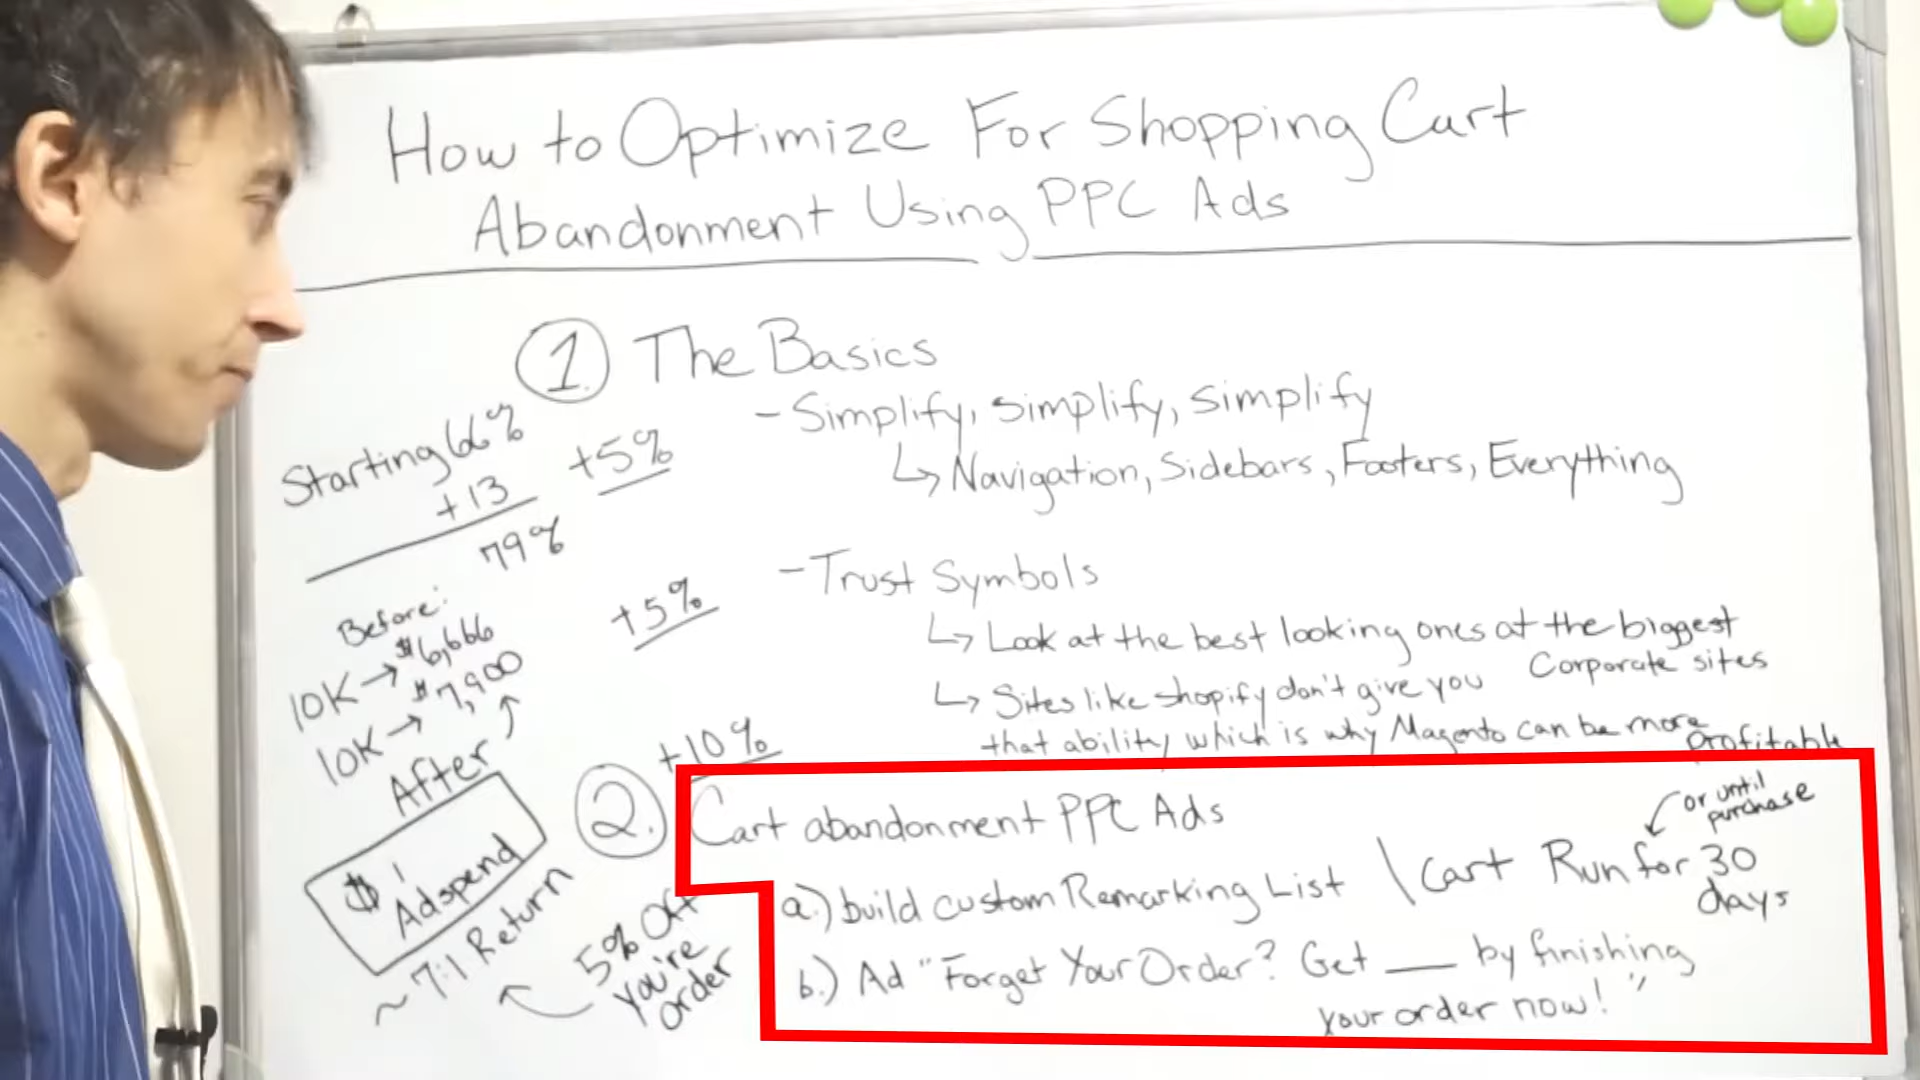 How to Optimize For Shopping Cart
Abandonment Using PPC Ads
1. The Basics
- Simplify, simplify, simplify
↳ Navigation, Sidebars, Footers, Everything
Starting 66%
+13
79%
+5%
- Trust Symbols
↳ Look at the best looking ones at the biggest
Corporate sites
↳ Sites like shopify don't give you
that ability which is why Magento can be more
profitable
+5%
Before:
10K → $6,666
10K → $7,900
After
+10%
2. Cart abandonment PPC Ads
a.) build custom Remarking List \ Cart Run for 30
days
or until
purchase
b.) Ad "Forget Your Order? Get ___ by finishing
your order now!"
$1
Adspend
~ 7:1 Return
5% Off
you're
order